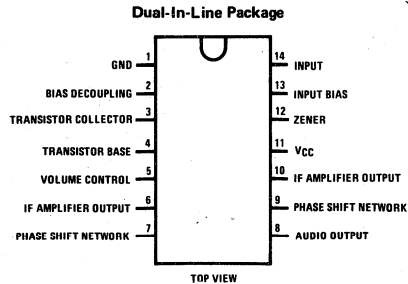 Dual-In-Line Package
GND 1 14 INPUT
BIAS DECOUPLING 2 13 INPUT BIAS
TRANSISTOR COLLECTOR 3 12 ZENER
TRANSISTOR BASE 4 11 VCC
VOLUME CONTROL 5 10 IF AMPLIFIER OUTPUT
IF AMPLIFIER OUTPUT 6 9 PHASE SHIFT NETWORK
PHASE SHIFT NETWORK 7 8 AUDIO OUTPUT
TOP VIEW